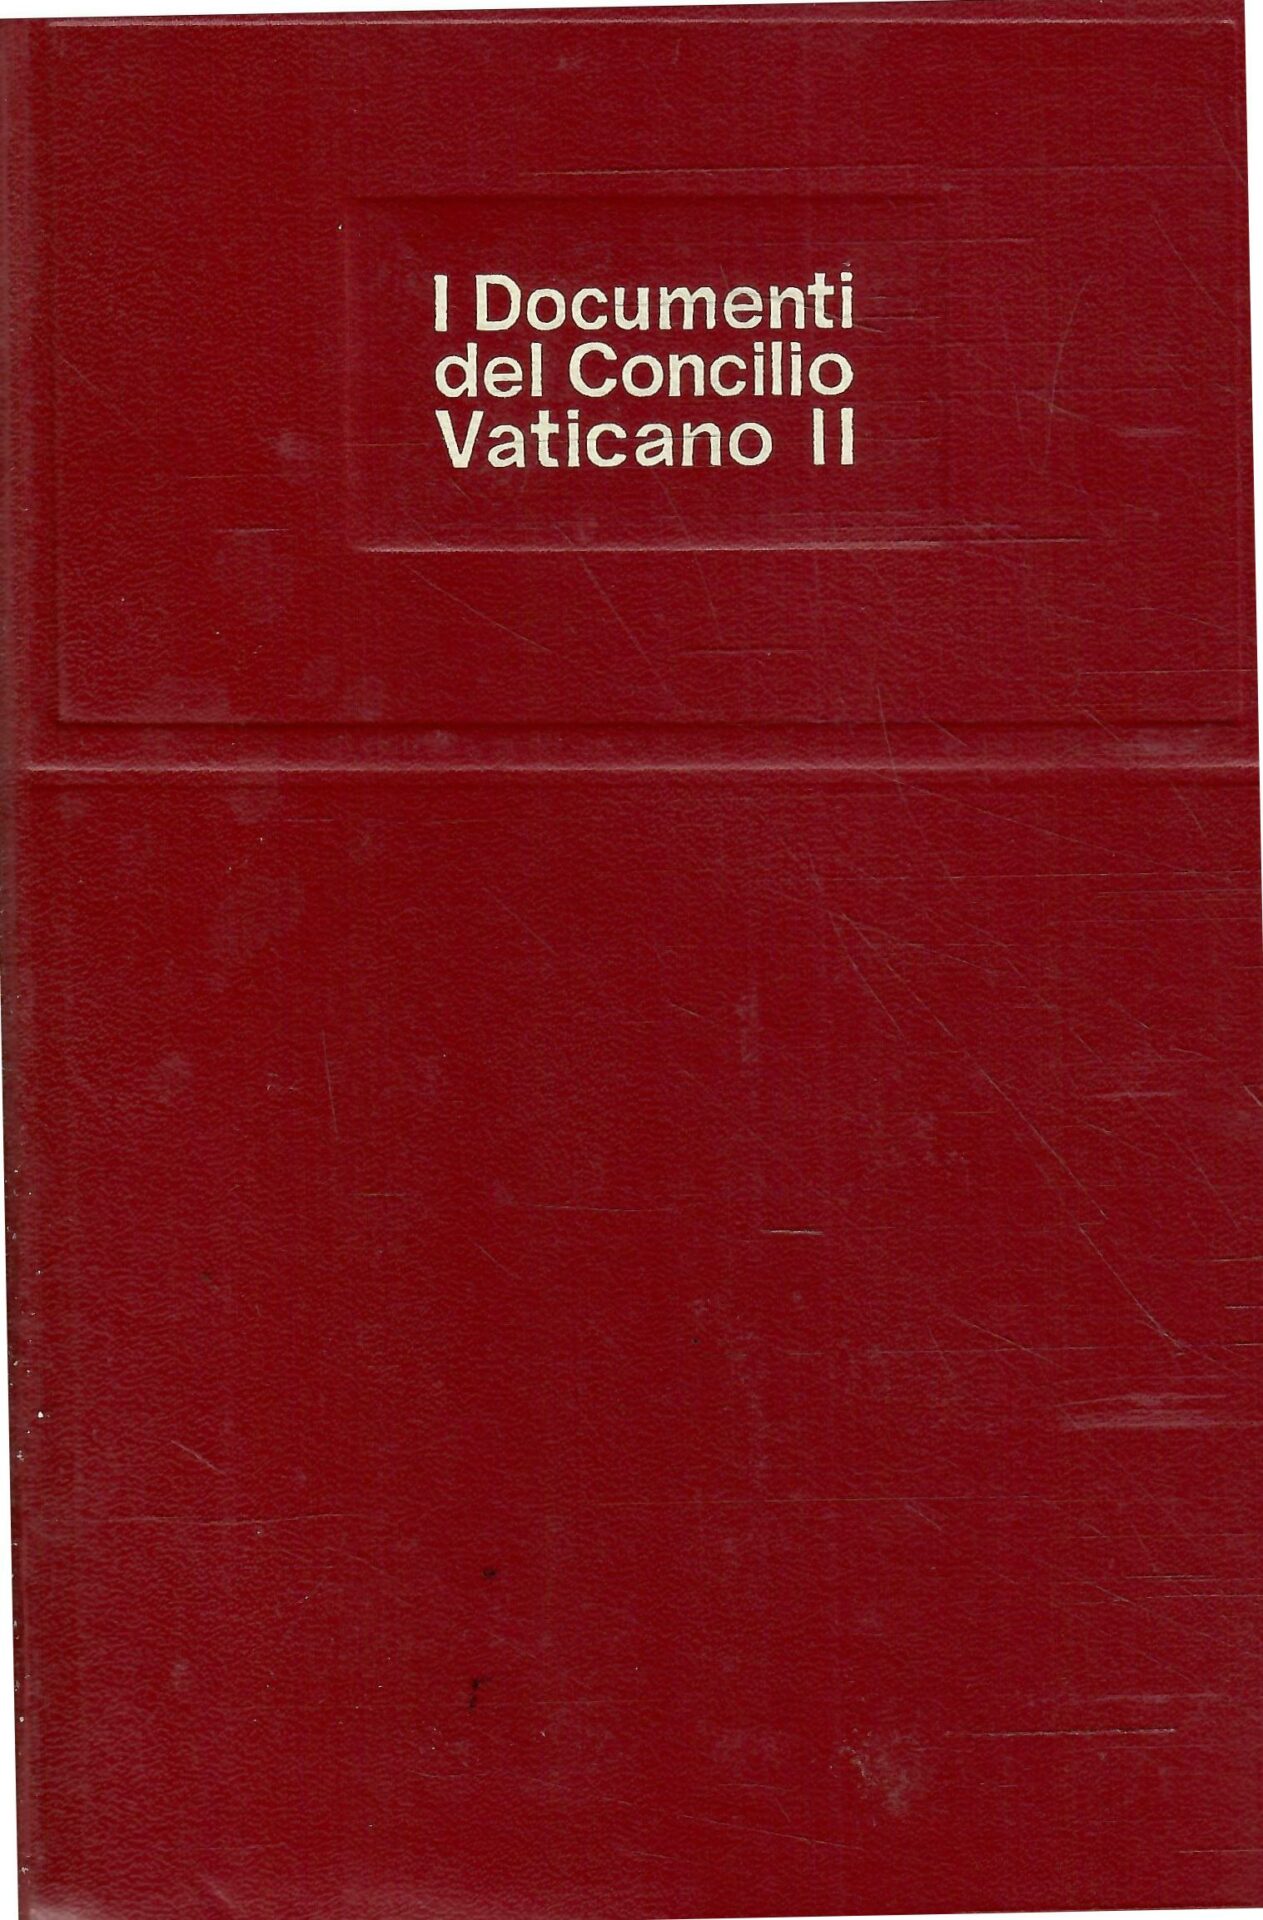 I Documenti
del Concilio
Vaticano II